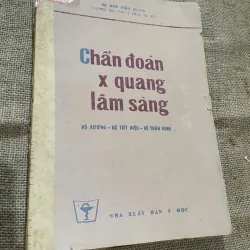 Chẩn đoán
x quang
lâm sàng
BỘ XƯƠNG - BỘ TIẾT NIỆU - HỆ THẦN KINH
NHÀ XUẤT BẢN Y HỌC